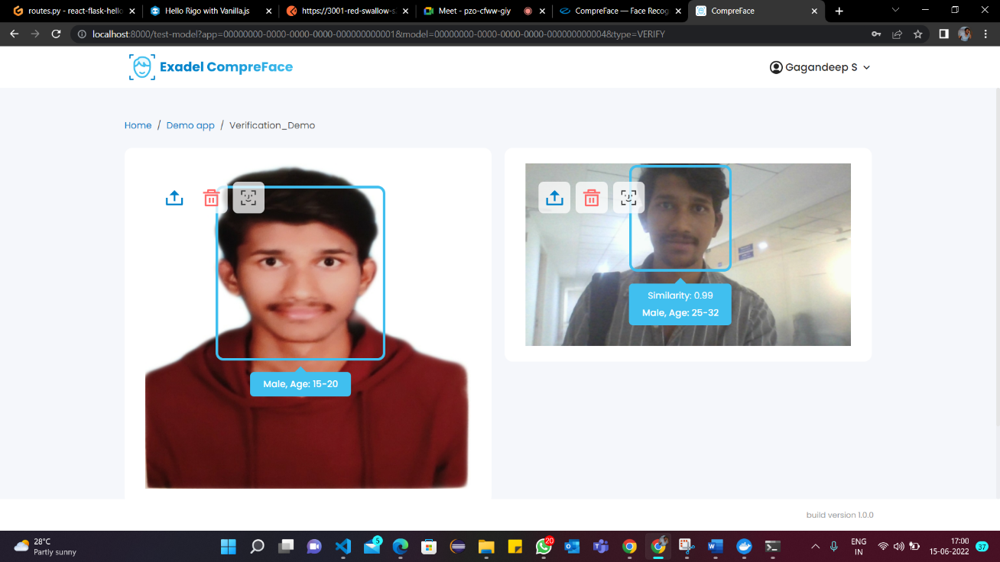 routes.py - react-flask-hello
Hello Rigo with Vanilla.js
https://3001-red-swallow-s
Meet - pzo-cfww-giy
CompreFace — Face Recog
CompreFace
localhost:8000/test-model?app=00000000-0000-0000-0000-000000000001&model=00000000-0000-0000-0000-000000000004&type=VERIFY
Exadel CompreFace
Gagandeep S
Home / Demo app / Verification_Demo
Male, Age: 15-20
Similarity: 0.99
Male, Age: 25-32
build version 1.0.0
28°C
Partly sunny
5
20
ENG
IN
17:00
15-06-2022
37